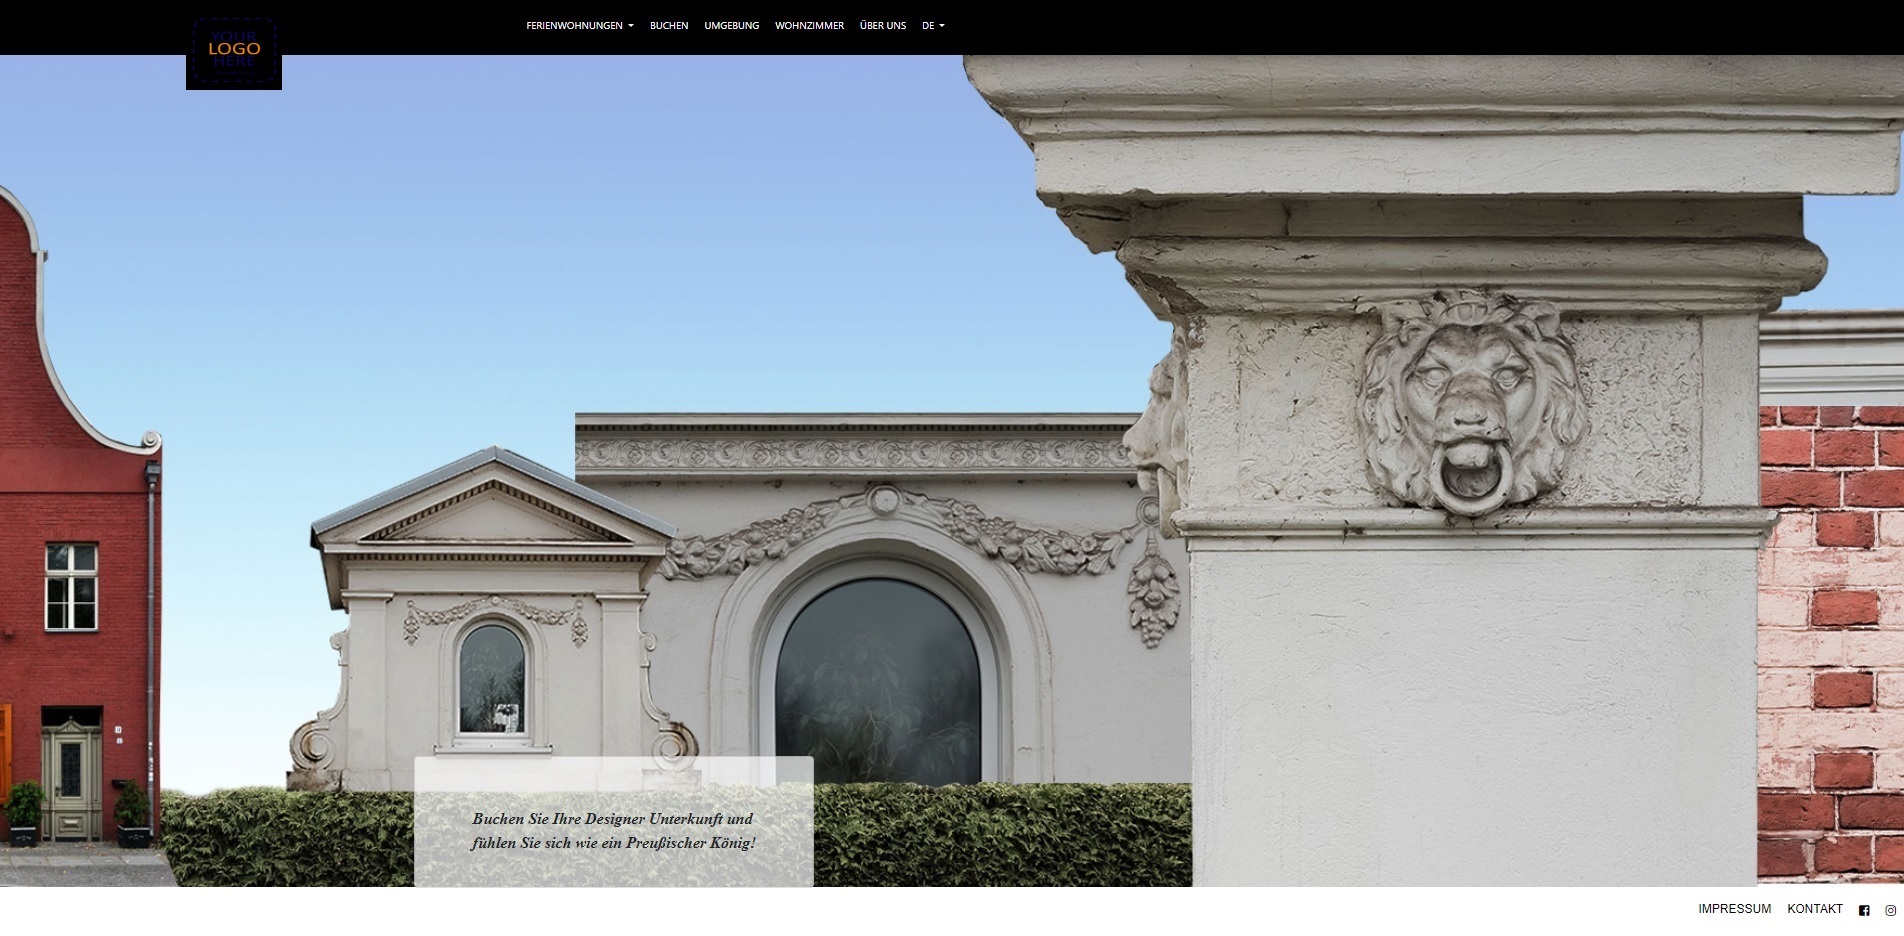 YOUR
LOGO
HERE
FERIENWOHNUNGEN BUCHEN UMGEBUNG WOHNZIMMER ÜBER UNS DE
Buchen Sie Ihre Designer Unterkunft und
fühlen Sie sich wie ein Preußischer König!
IMPRESSUM KONTAKT